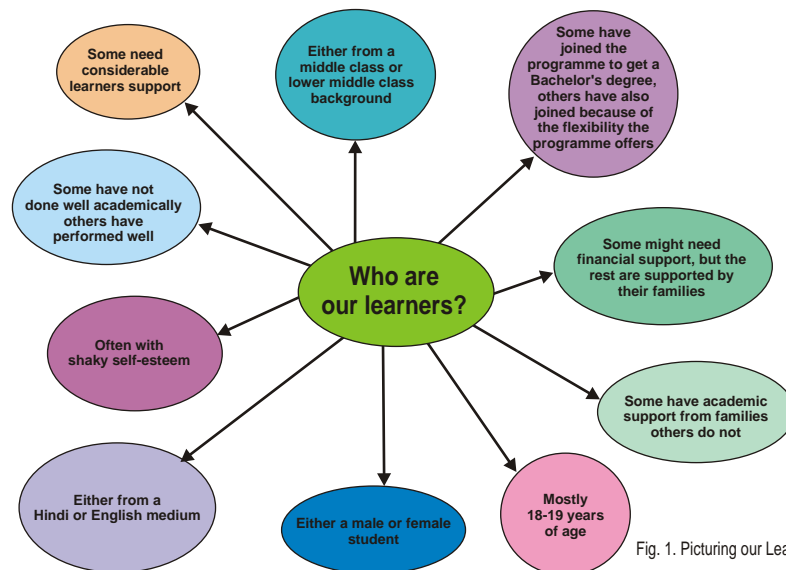 Some need
considerable
learners support
Either from a
middle class or
lower middle class
background
Some have
joined the
programme to get a
Bachelor's degree,
others have also
joined because of
the flexibility the
programme offers
Some have not
done well academically
others have
performed well
Who are
our learners?
Some might need
financial support, but the
rest are supported by
their families
Often with
shaky self-esteem
Some have academic
support from families
others do not
Either from a
Hindi or English medium
Either a male or female
student
Mostly
18-19 years
of age
Fig. 1. Picturing our